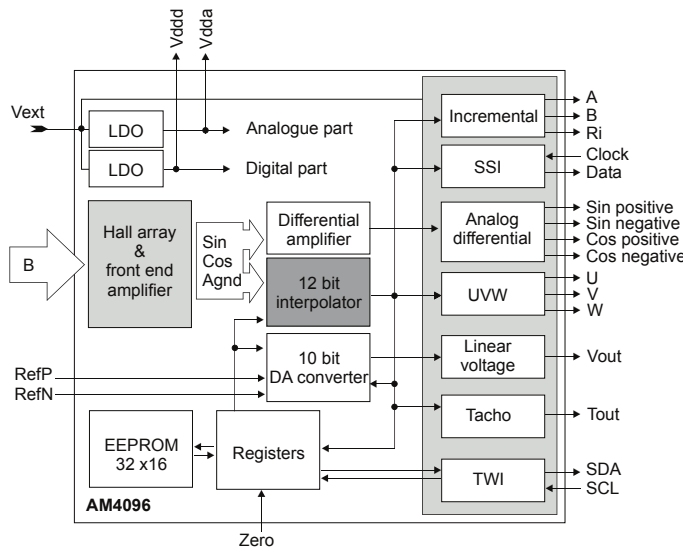 Vddd
Vdda
Vext
LDO
Analogue part
LDO
Digital part
Incremental
A
B
Ri
SSI
Clock
Data
Hall array
&
front end
amplifier
B
Sin
Cos
Agnd
Differential
amplifier
Analog
differential
Sin positive
Sin negative
Cos positive
Cos negative
12 bit
interpolator
UVW
U
V
W
10 bit
DA converter
Linear
voltage
Vout
RefP
RefN
Tacho
Tout
EEPROM
32 x16
Registers
TWI
SDA
SCL
AM4096
Zero